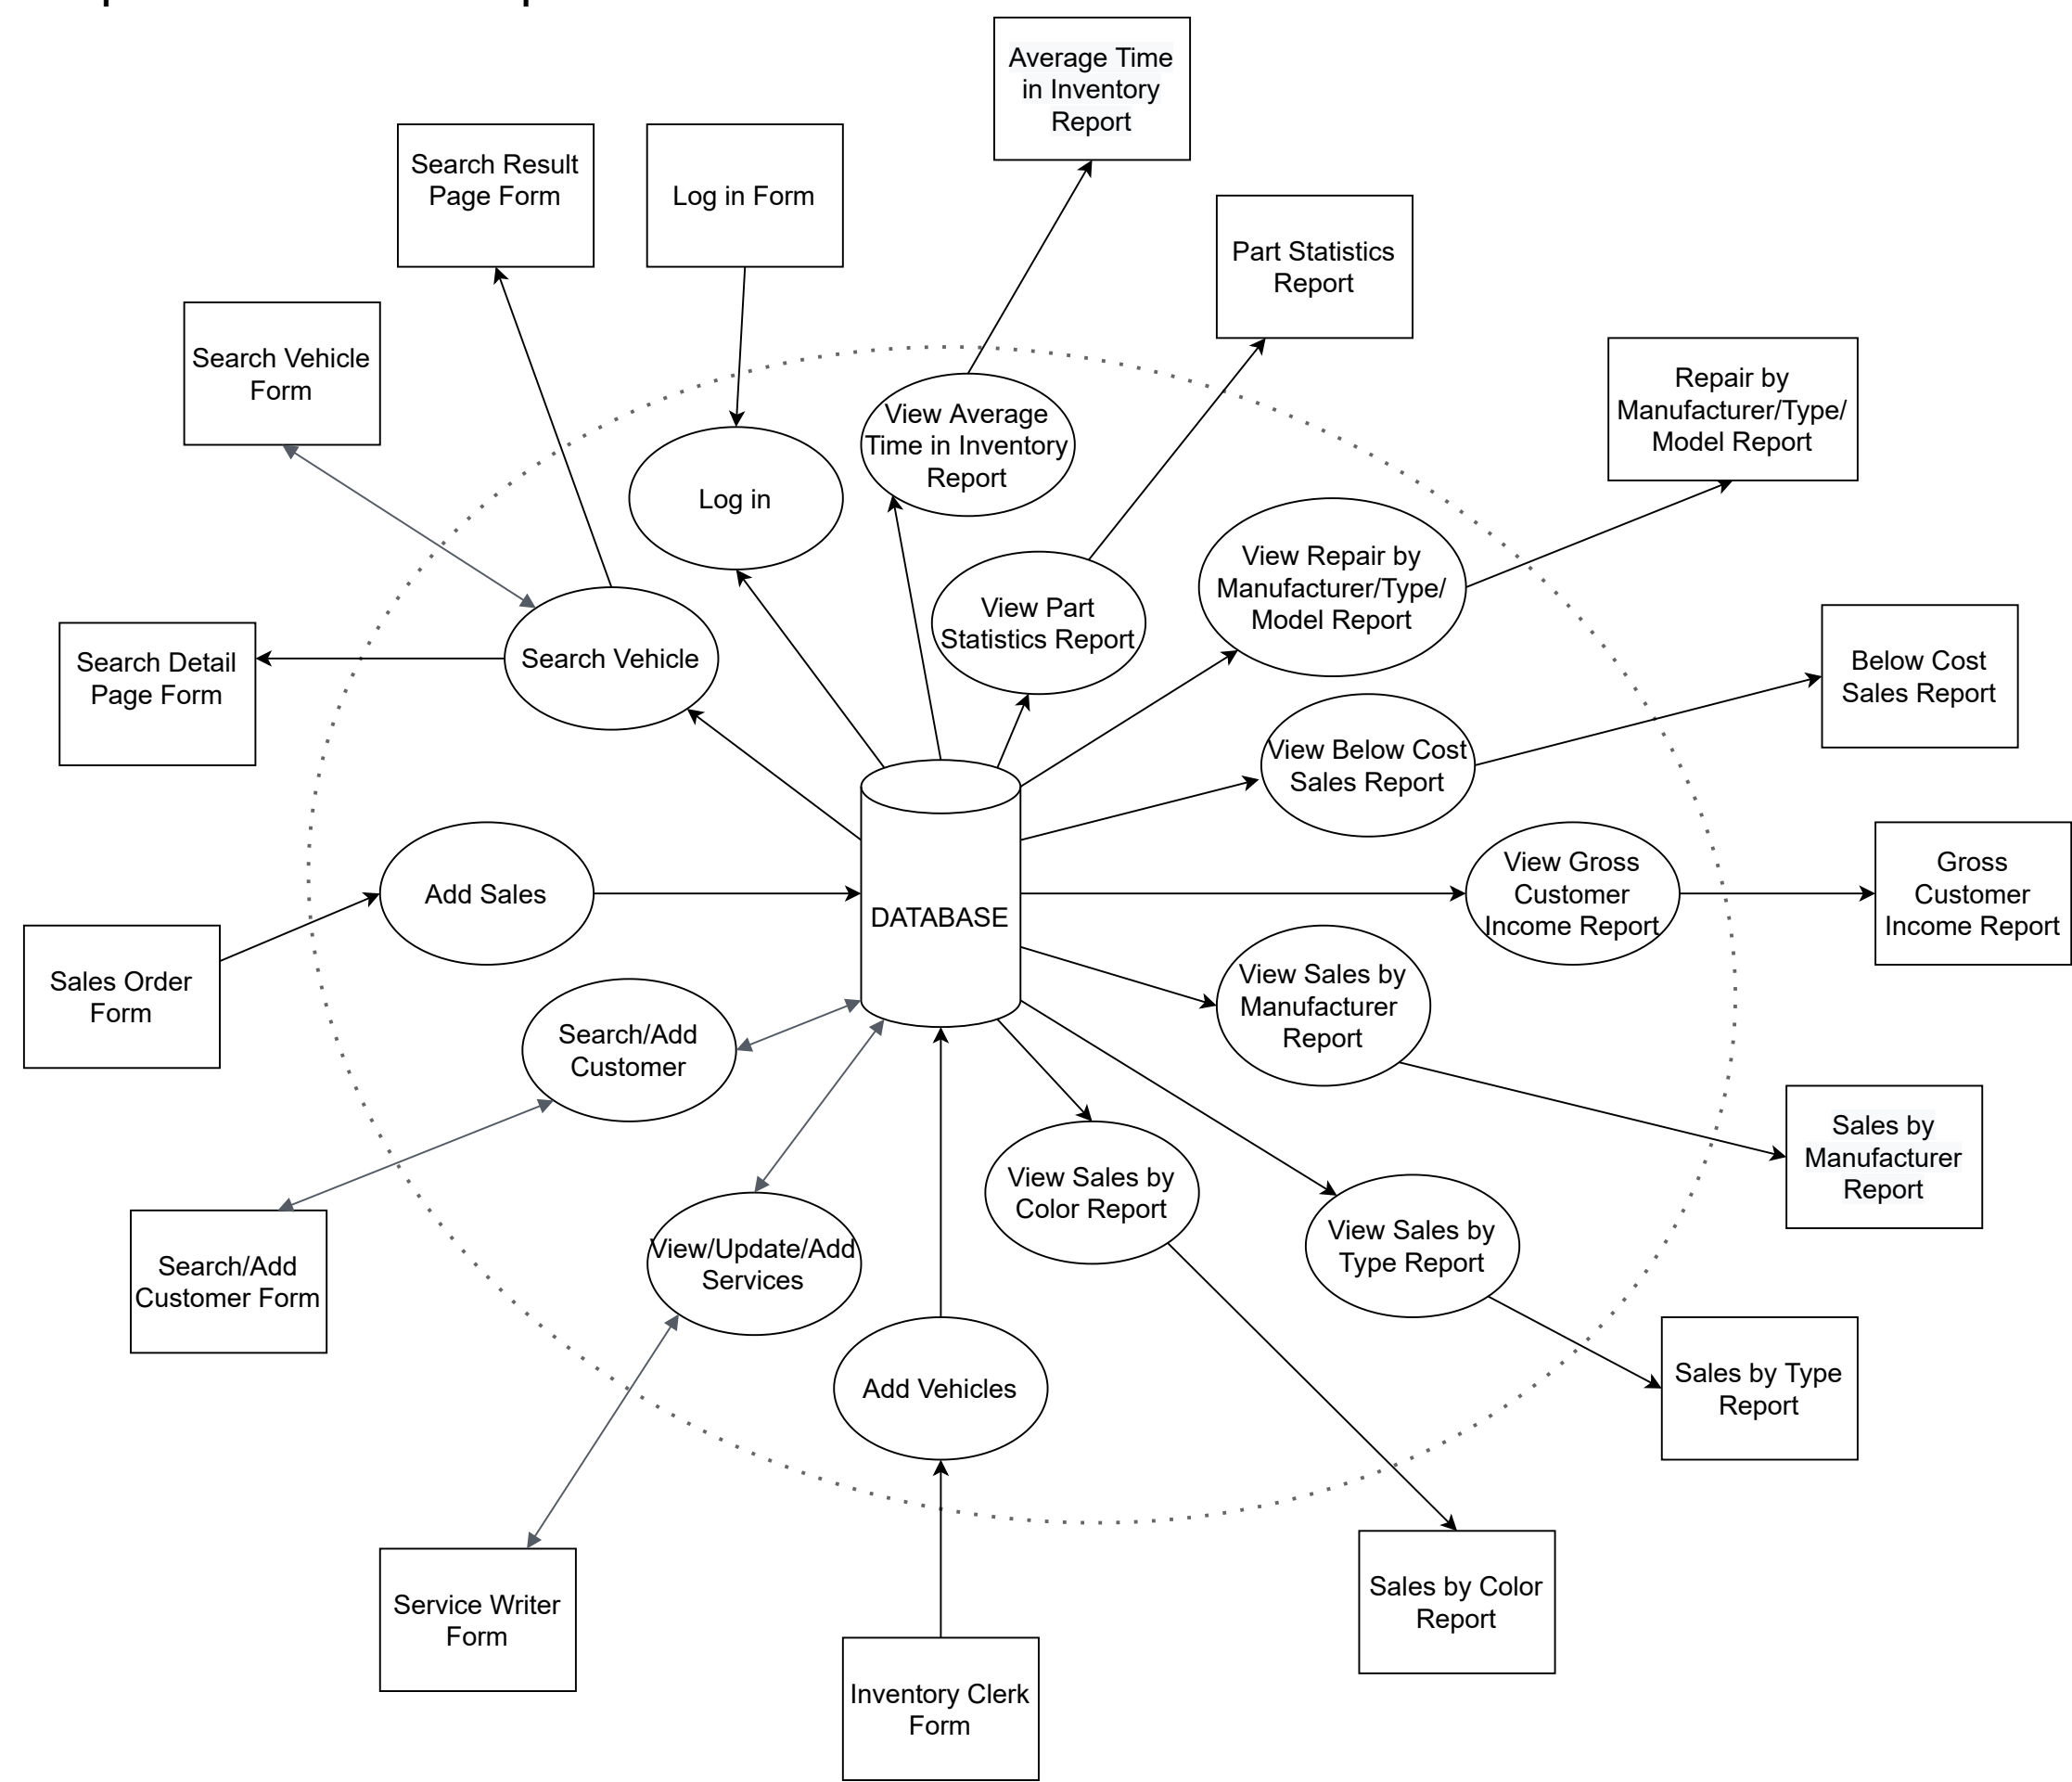 Average Time
in Inventory
Report
Search Result
Page Form
Log in Form
Part Statistics
Report
Search Vehicle
Form
Repair by
Manufacturer/Type/
Model Report
View Average
Time in Inventory
Report
Log in
View Part
Statistics Report
View Repair by
Manufacturer/Type/
Model Report
Search Detail
Page Form
Search Vehicle
Below Cost
Sales Report
View Below Cost
Sales Report
Add Sales
DATABASE
View Gross
Customer
Income Report
Gross
Customer
Income Report
Sales Order
Form
Search/Add
Customer
View Sales by
Manufacturer
Report
Sales by
Manufacturer
Report
View Sales by
Color Report
View Sales by
Type Report
Search/Add
Customer Form
View/Update/Add
Services
Add Vehicles
Sales by Type
Report
Service Writer
Form
Sales by Color
Report
Inventory Clerk
Form